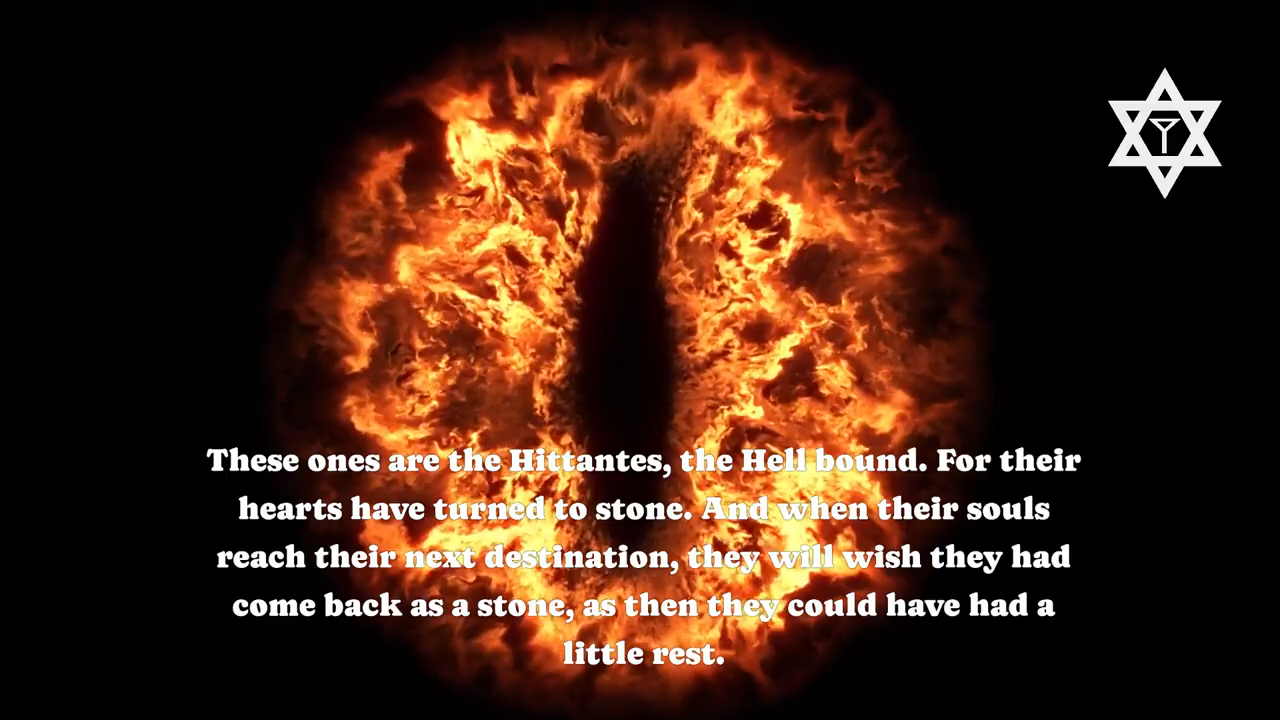 These ones are the Hittantes, the Hell bound. For their
hearts have turned to stone. And when their souls
reach their next destination, they will wish they had
come back as a stone, as then they could have had a
little rest.